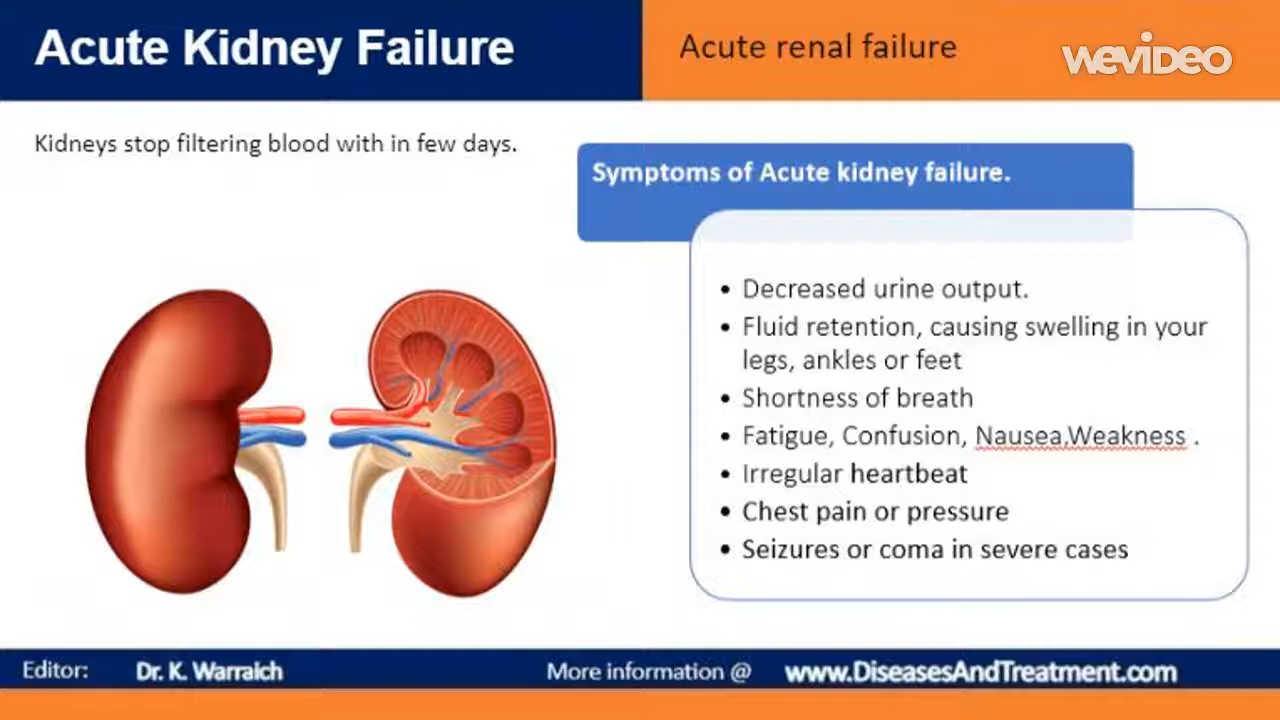 Acute Kidney Failure
Acute renal failure
wevideo
Kidneys stop filtering blood with in few days.
Symptoms of Acute kidney failure.
• Decreased urine output.
• Fluid retention, causing swelling in your
legs, ankles or feet
• Shortness of breath
• Fatigue, Confusion, Nausea,Weakness .
• Irregular heartbeat
• Chest pain or pressure
• Seizures or coma in severe cases
Editor: Dr. K. Warraich
More information @ www.DiseasesAndTreatment.com